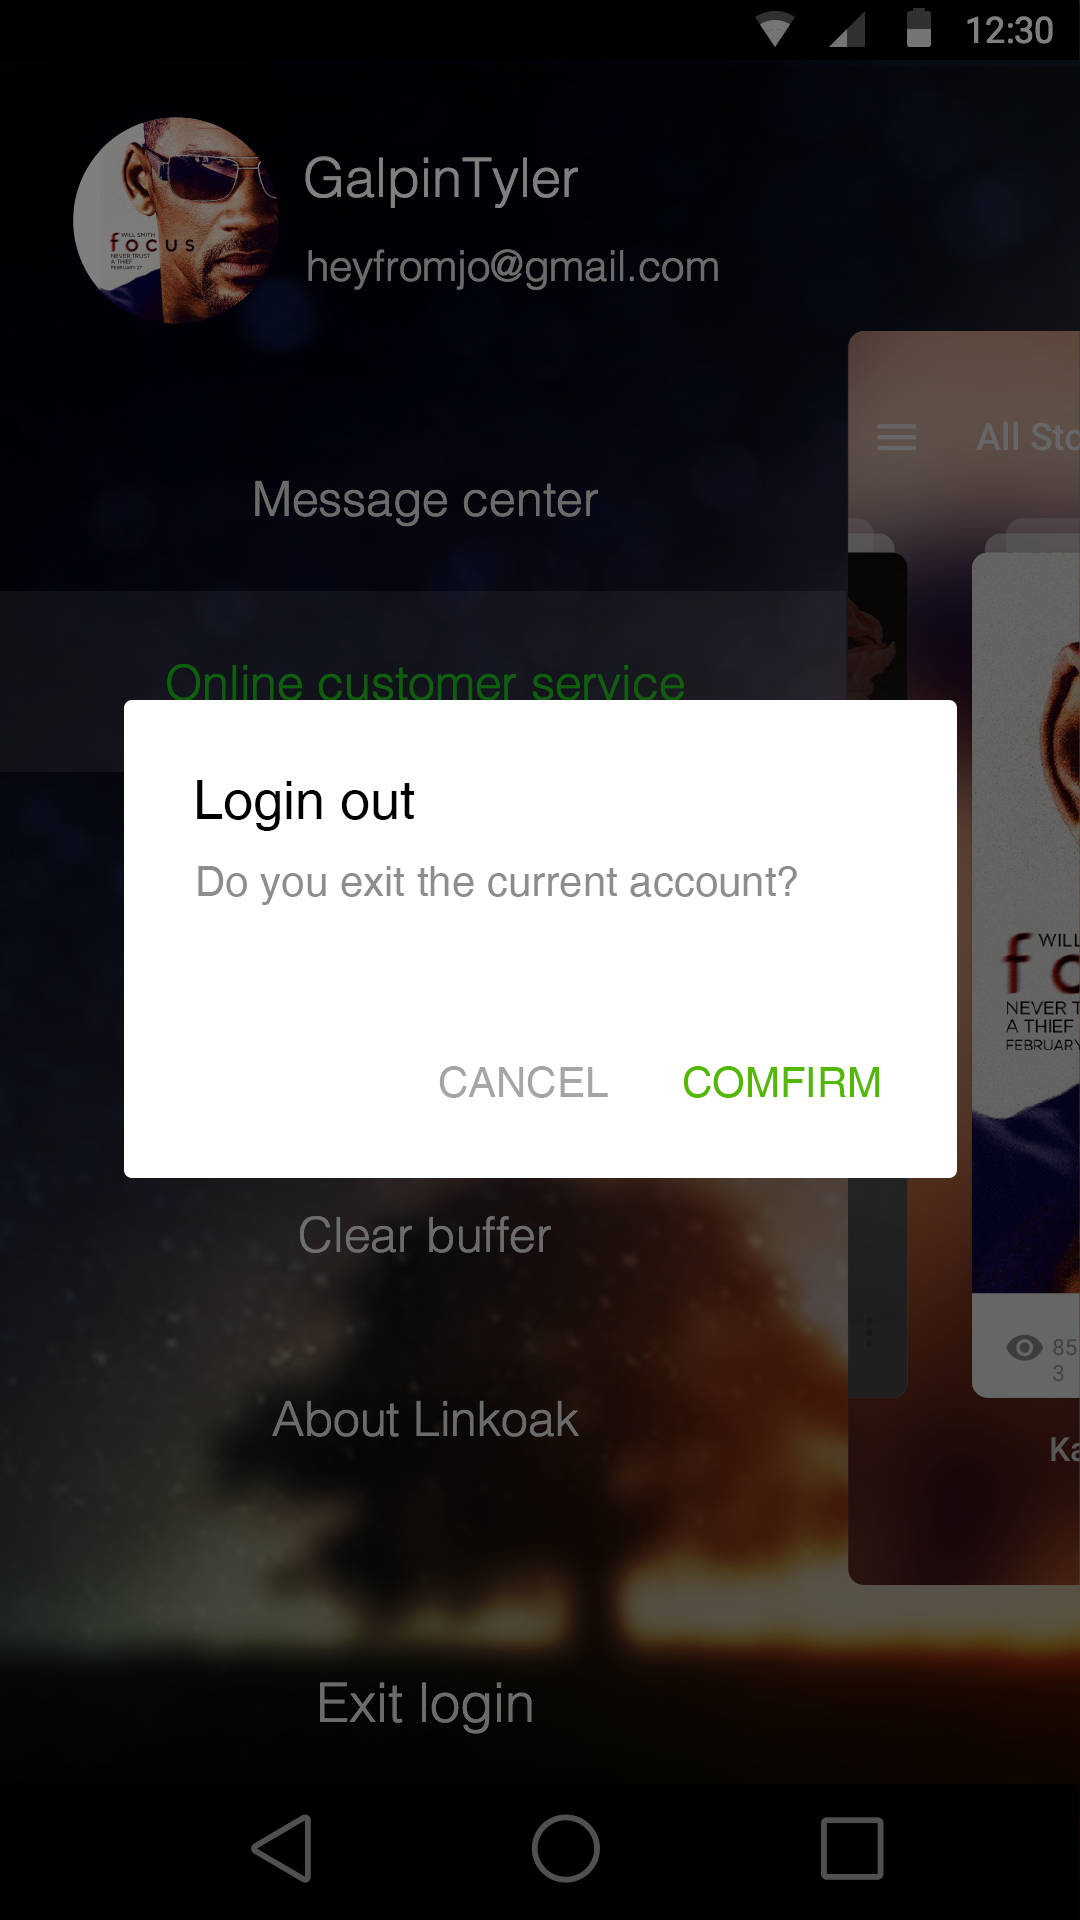 12:30
GalpinTyler
heyfromjo@gmail.com
WILL SMITH
focus
NEVER TRUST
A THIEF
FEBRUARY 27
All Sto
Message center
Online customer service
Login out
Do you exit the current account?
CANCEL
COMFIRM
WILL
fo
NEVER T
A THIEF
FEBRUARY
Clear buffer
85
3
About Linkoak
Ka
Exit login